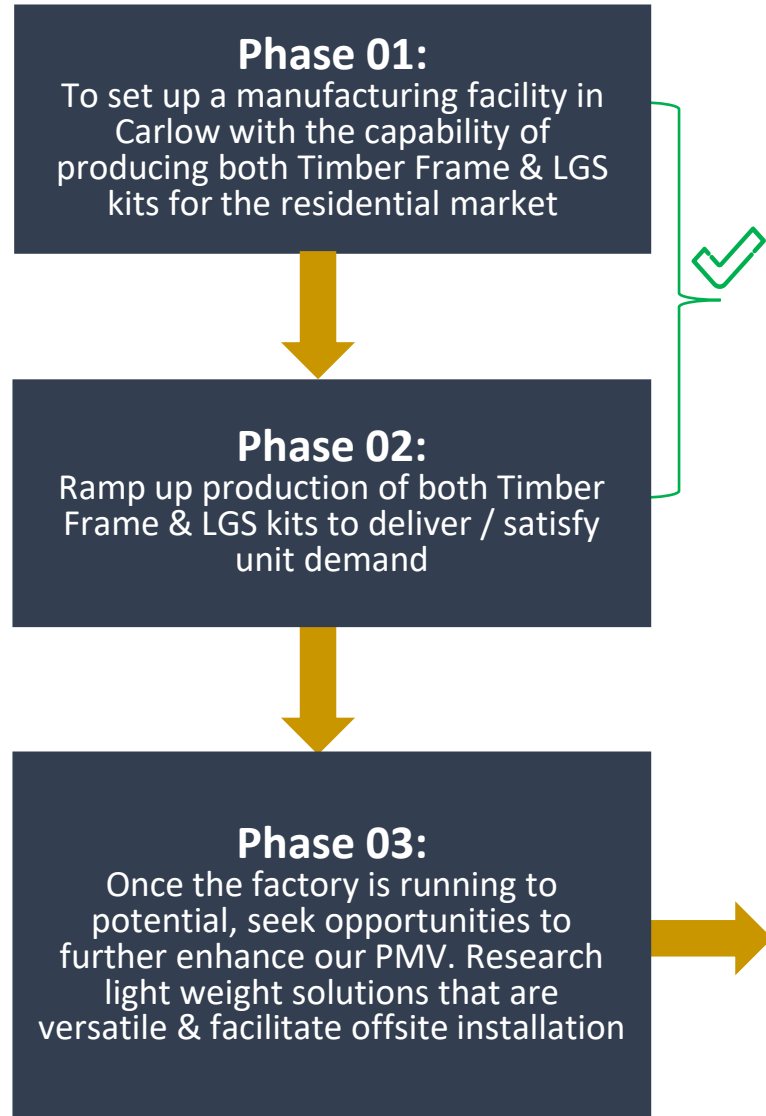 Phase 01:
To set up a manufacturing facility in
Carlow with the capability of
producing both Timber Frame & LGS
kits for the residential market
Phase 02:
Ramp up production of both Timber
Frame & LGS kits to deliver / satisfy
unit demand
Phase 03:
Once the factory is running to
potential, seek opportunities to
further enhance our PMV. Research
light weight solutions that are
versatile & facilitate offsite installation